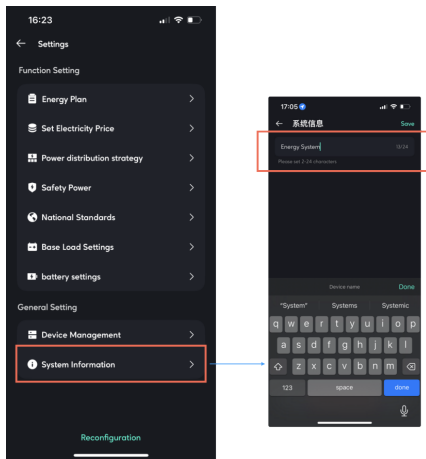 16:23
Settings
Function Setting
Energy Plan
Set Electricity Price
Power distribution strategy
Safety Power
National Standards
Base Load Settings
battery settings
General Setting
Device Management
System Information
Reconfiguration
17:05
系统信息
Save
Energy System
13/24
Please set 2-24 characters
Device name
Done
"System" Systems Systemic
q w e r t y u i o p
a s d f g h j k l
z x c v b n m
123 space done